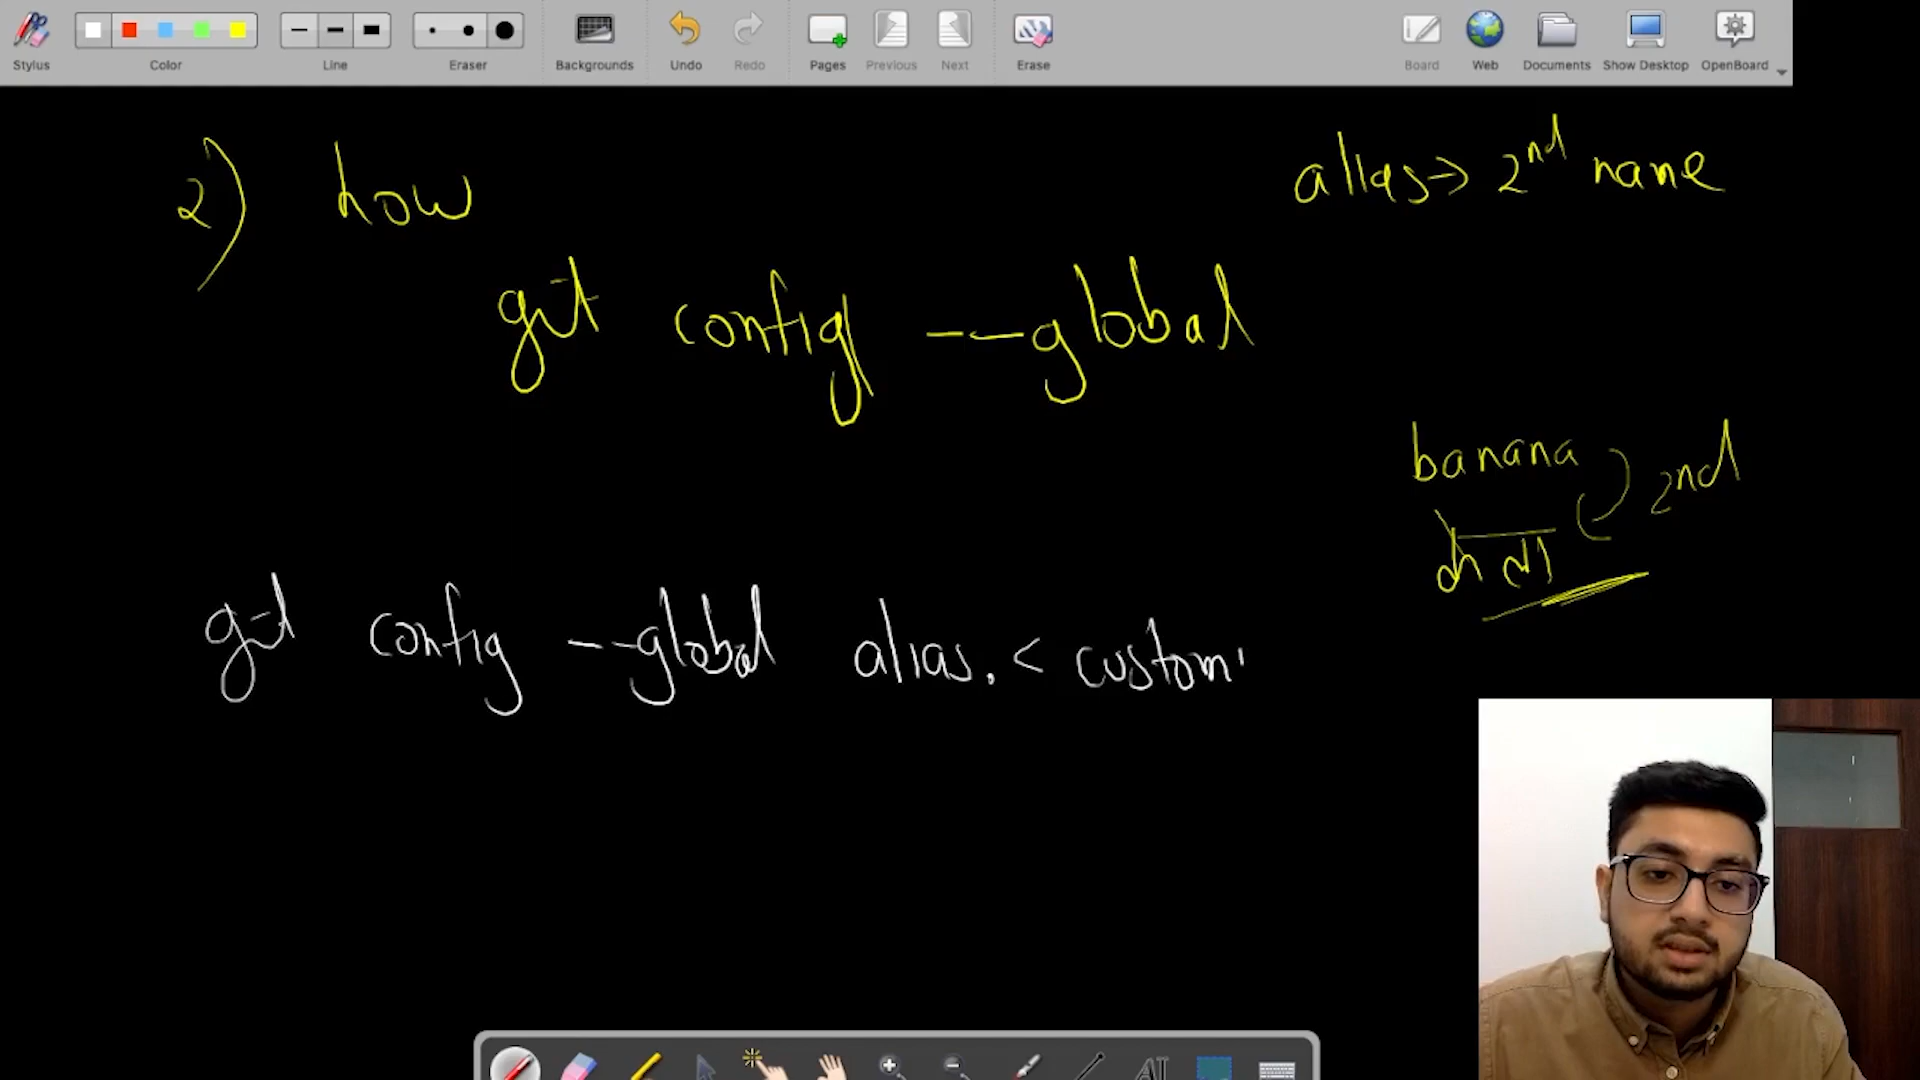 Stylus Color Line Eraser Backgrounds Undo Redo Pages Previous Next Erase Board Web Documents Show Desktop OpenBoard
2) how
alias → 2nd name
git config --global
banana
2nd
git config --global alias. < custom